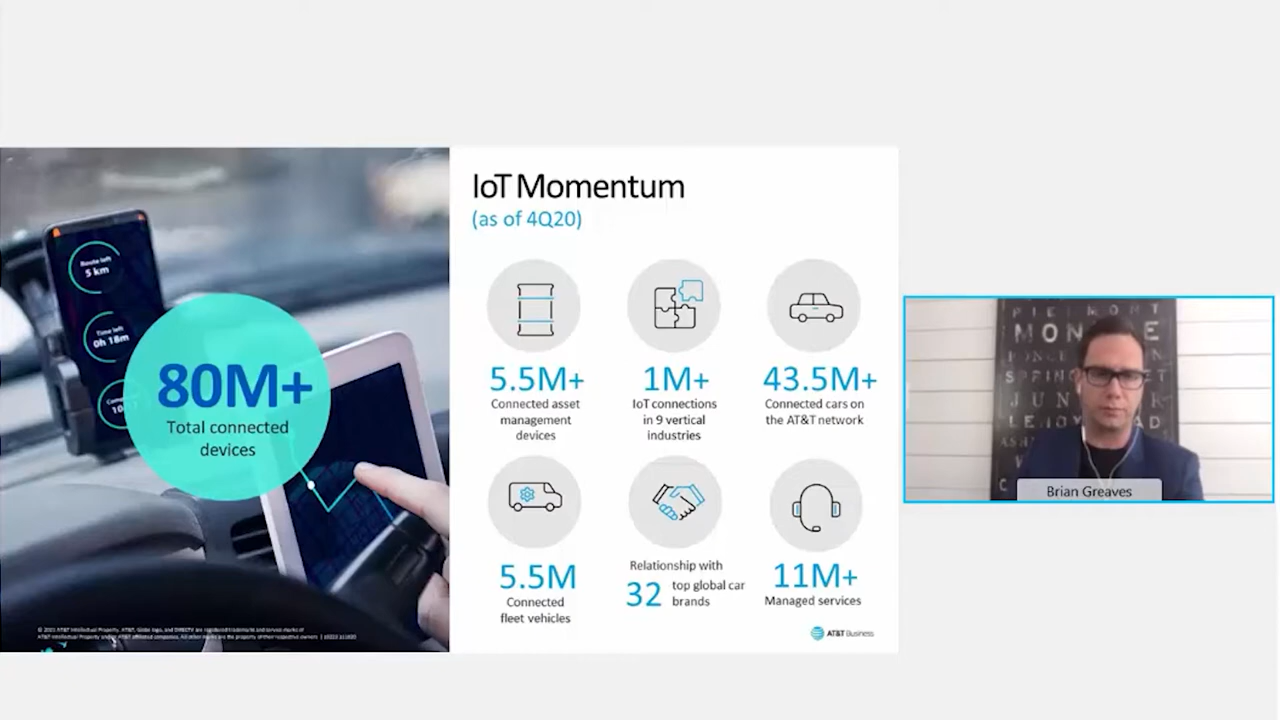 Route left
5 km
Time left
0h 18m
80M+
Total connected
devices
IoT Momentum
(as of 4Q20)
5.5M+
Connected asset
management
devices
1M+
IoT connections
in 9 vertical
industries
43.5M+
Connected cars on
the AT&T network
5.5M
Connected
fleet vehicles
Relationship with
32 top global car
brands
11M+
Managed services
AT&T Business
MON
Brian Greaves